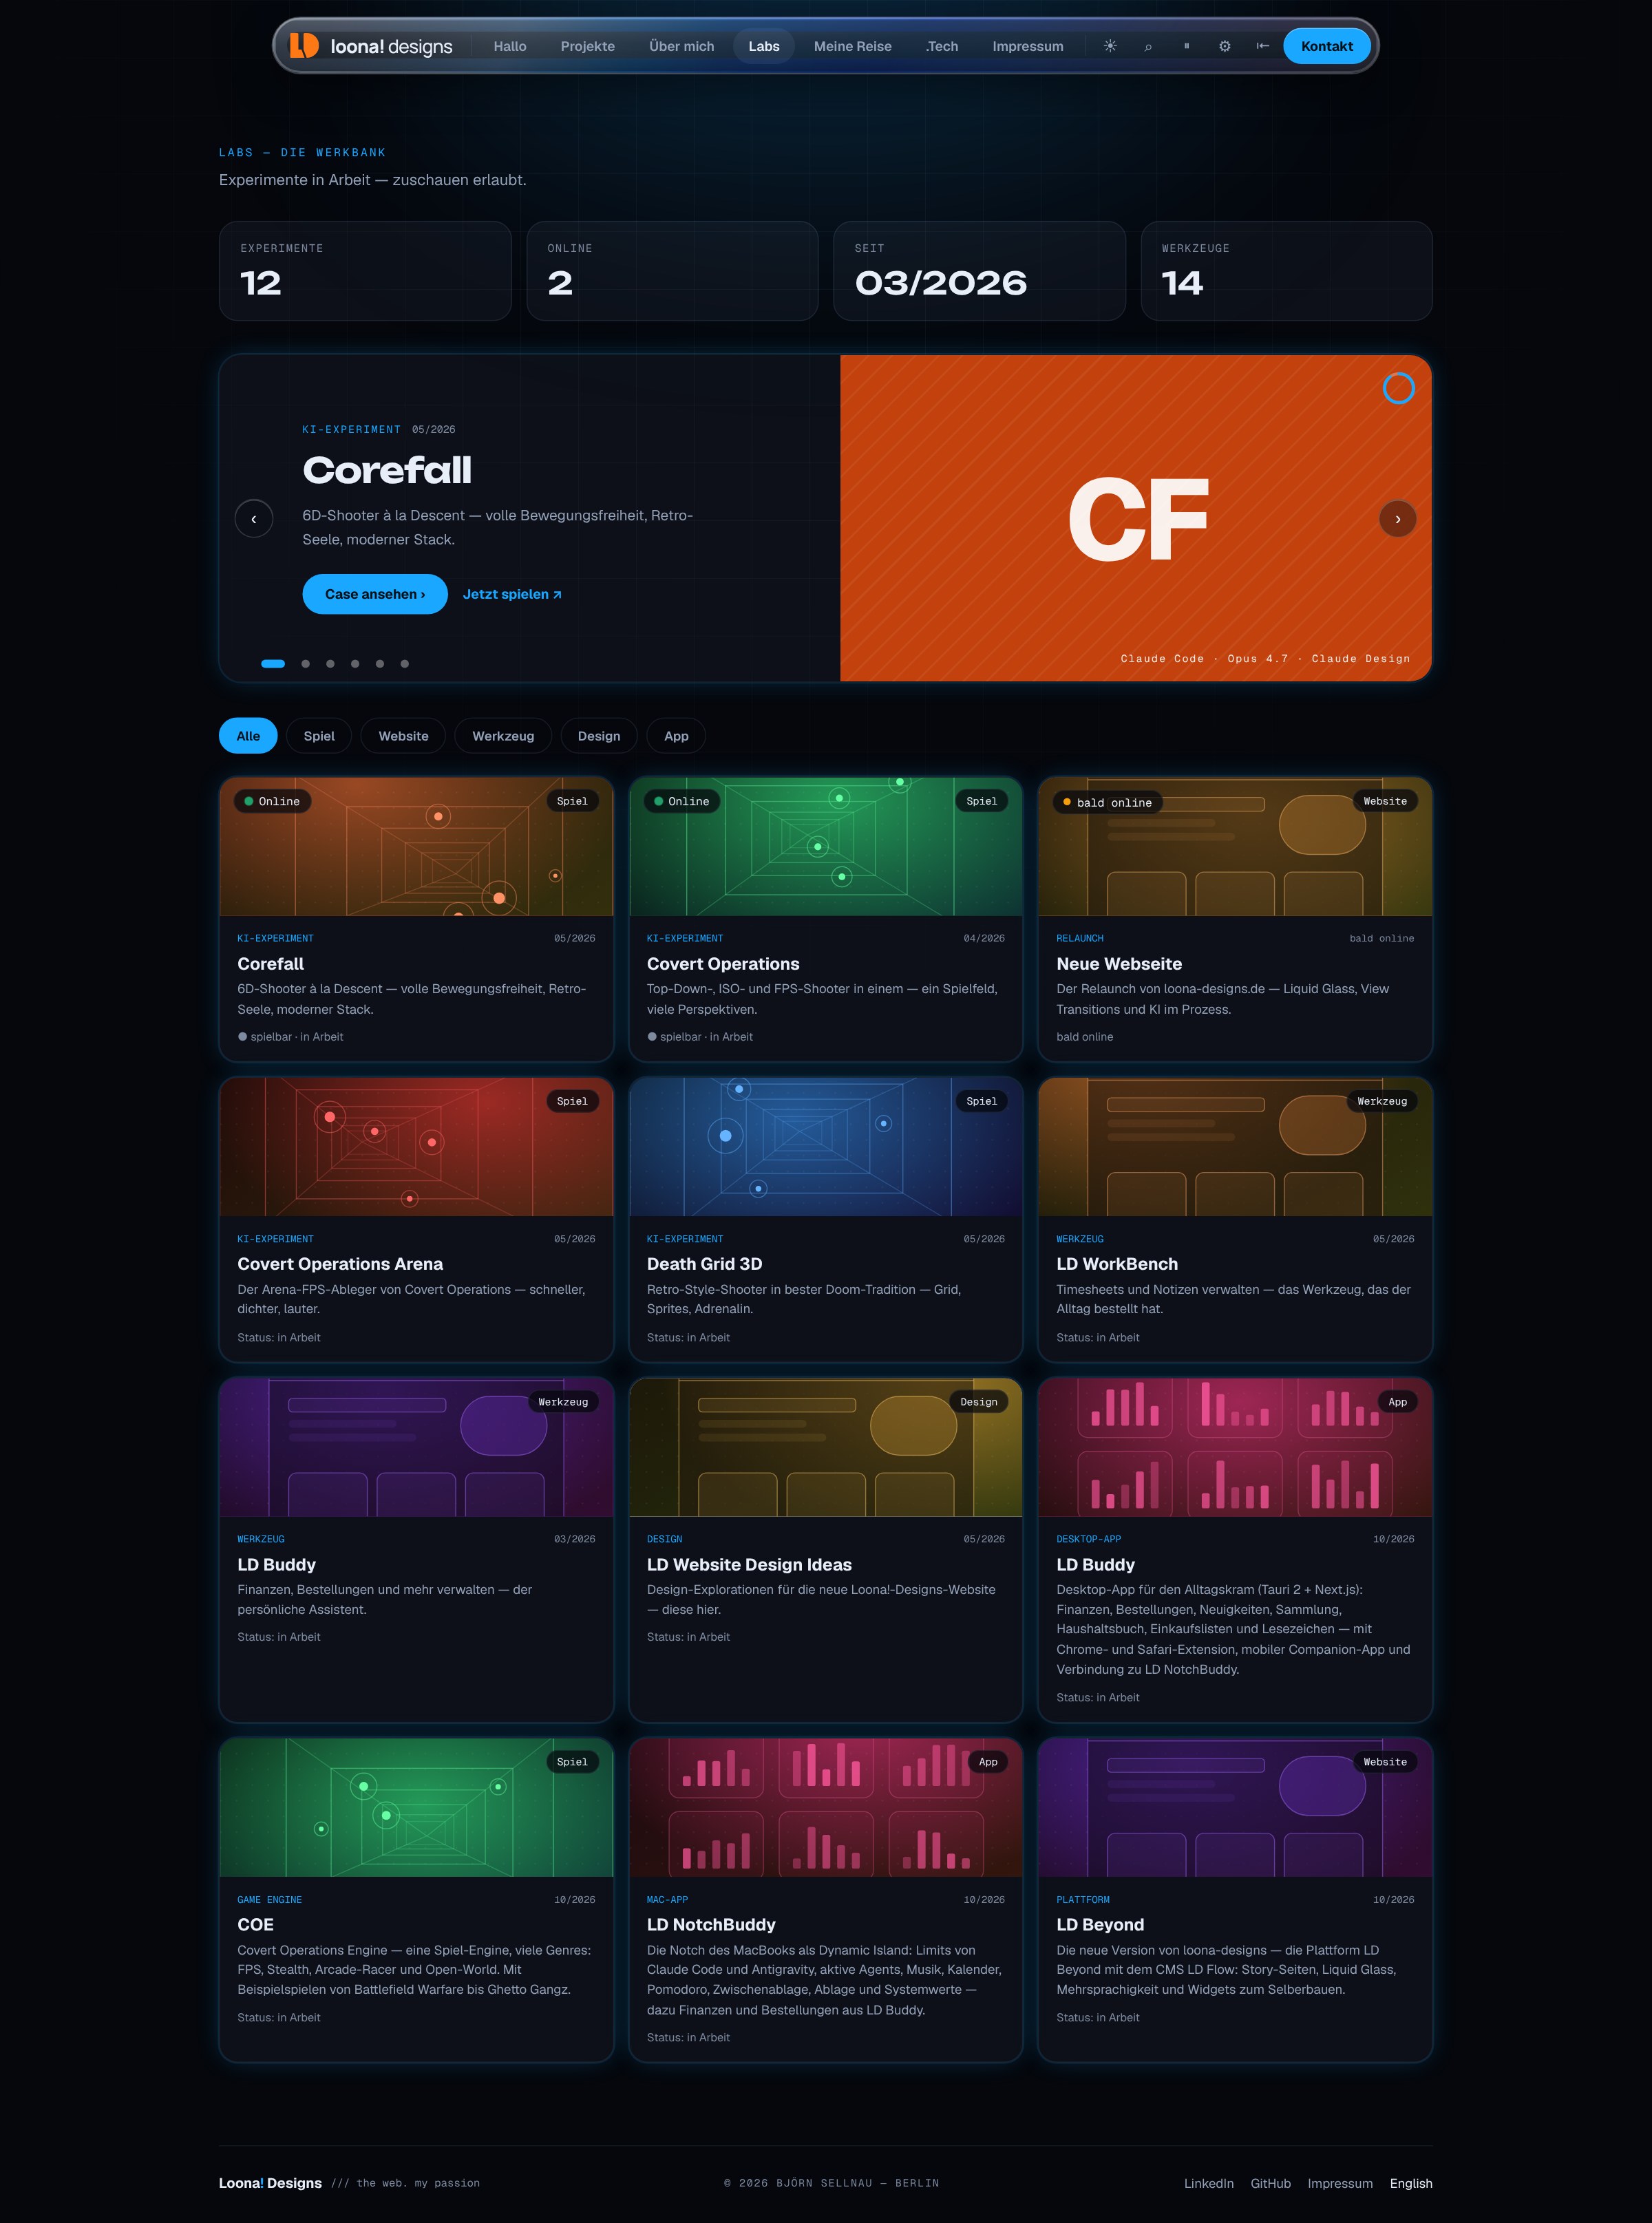 loona! designs
Hallo
Projekte
Über mich
Labs
Meine Reise
.Tech
Impressum
Kontakt
LABS — DIE WERKBANK
Experimente in Arbeit — zuschauen erlaubt.
EXPERIMENTE
12
ONLINE
2
SEIT
03/2026
WERKZEUGE
14
KI-EXPERIMENT 05/2026
Corefall
6D-Shooter à la Descent — volle Bewegungsfreiheit, Retro-
Seele, moderner Stack.
Case ansehen ›
Jetzt spielen ↗
CF
Claude Code · Opus 4.7 · Claude Design
Alle
Spiel
Website
Werkzeug
Design
App
Online
Spiel
KI-EXPERIMENT
05/2026
Corefall
6D-Shooter à la Descent — volle Bewegungsfreiheit, Retro-
Seele, moderner Stack.
spielbar · in Arbeit
Online
Spiel
KI-EXPERIMENT
04/2026
Covert Operations
Top-Down-, ISO- und FPS-Shooter in einem — ein Spielfeld,
viele Perspektiven.
spielbar · in Arbeit
bald online
Website
RELAUNCH
bald online
Neue Webseite
Der Relaunch von loona-designs.de — Liquid Glass, View
Transitions und KI im Prozess.
bald online
Spiel
KI-EXPERIMENT
05/2026
Covert Operations Arena
Der Arena-FPS-Ableger von Covert Operations — schneller,
dichter, lauter.
Status: in Arbeit
Spiel
KI-EXPERIMENT
05/2026
Death Grid 3D
Retro-Style-Shooter in bester Doom-Tradition — Grid,
Sprites, Adrenalin.
Status: in Arbeit
Werkzeug
WERKZEUG
05/2026
LD WorkBench
Timesheets und Notizen verwalten — das Werkzeug, das der
Alltag bestellt hat.
Status: in Arbeit
Werkzeug
WERKZEUG
03/2026
LD Buddy
Finanzen, Bestellungen und mehr verwalten — der
persönliche Assistent.
Status: in Arbeit
Design
DESIGN
05/2026
LD Website Design Ideas
Design-Explorationen für die neue Loona!-Designs-Website
— diese hier.
Status: in Arbeit
App
DESKTOP-APP
10/2026
LD Buddy
Desktop-App für den Alltagskram (Tauri 2 + Next.js):
Finanzen, Bestellungen, Neuigkeiten, Sammlung,
Haushaltsbuch, Einkaufslisten und Lesezeichen — mit
Chrome- und Safari-Extension, mobiler Companion-App und
Verbindung zu LD NotchBuddy.
Status: in Arbeit
Spiel
GAME ENGINE
10/2026
COE
Covert Operations Engine — eine Spiel-Engine, viele Genres:
FPS, Stealth, Arcade-Racer und Open-World. Mit
Beispielspielen von Battlefield Warfare bis Ghetto Gangz.
Status: in Arbeit
App
MAC-APP
10/2026
LD NotchBuddy
Die Notch des MacBooks als Dynamic Island: Limits von
Claude Code und Antigravity, aktive Agents, Musik, Kalender,
Pomodoro, Zwischenablage, Ablage und Systemwerte —
dazu Finanzen und Bestellungen aus LD Buddy.
Status: in Arbeit
Website
PLATTFORM
10/2026
LD Beyond
Die neue Version von loona-designs — die Plattform LD
Beyond mit dem CMS LD Flow: Story-Seiten, Liquid Glass,
Mehrsprachigkeit und Widgets zum Selberbauen.
Status: in Arbeit
Loona! Designs /// the web. my passion
© 2026 BJÖRN SELLNAU — BERLIN
LinkedIn
GitHub
Impressum
English